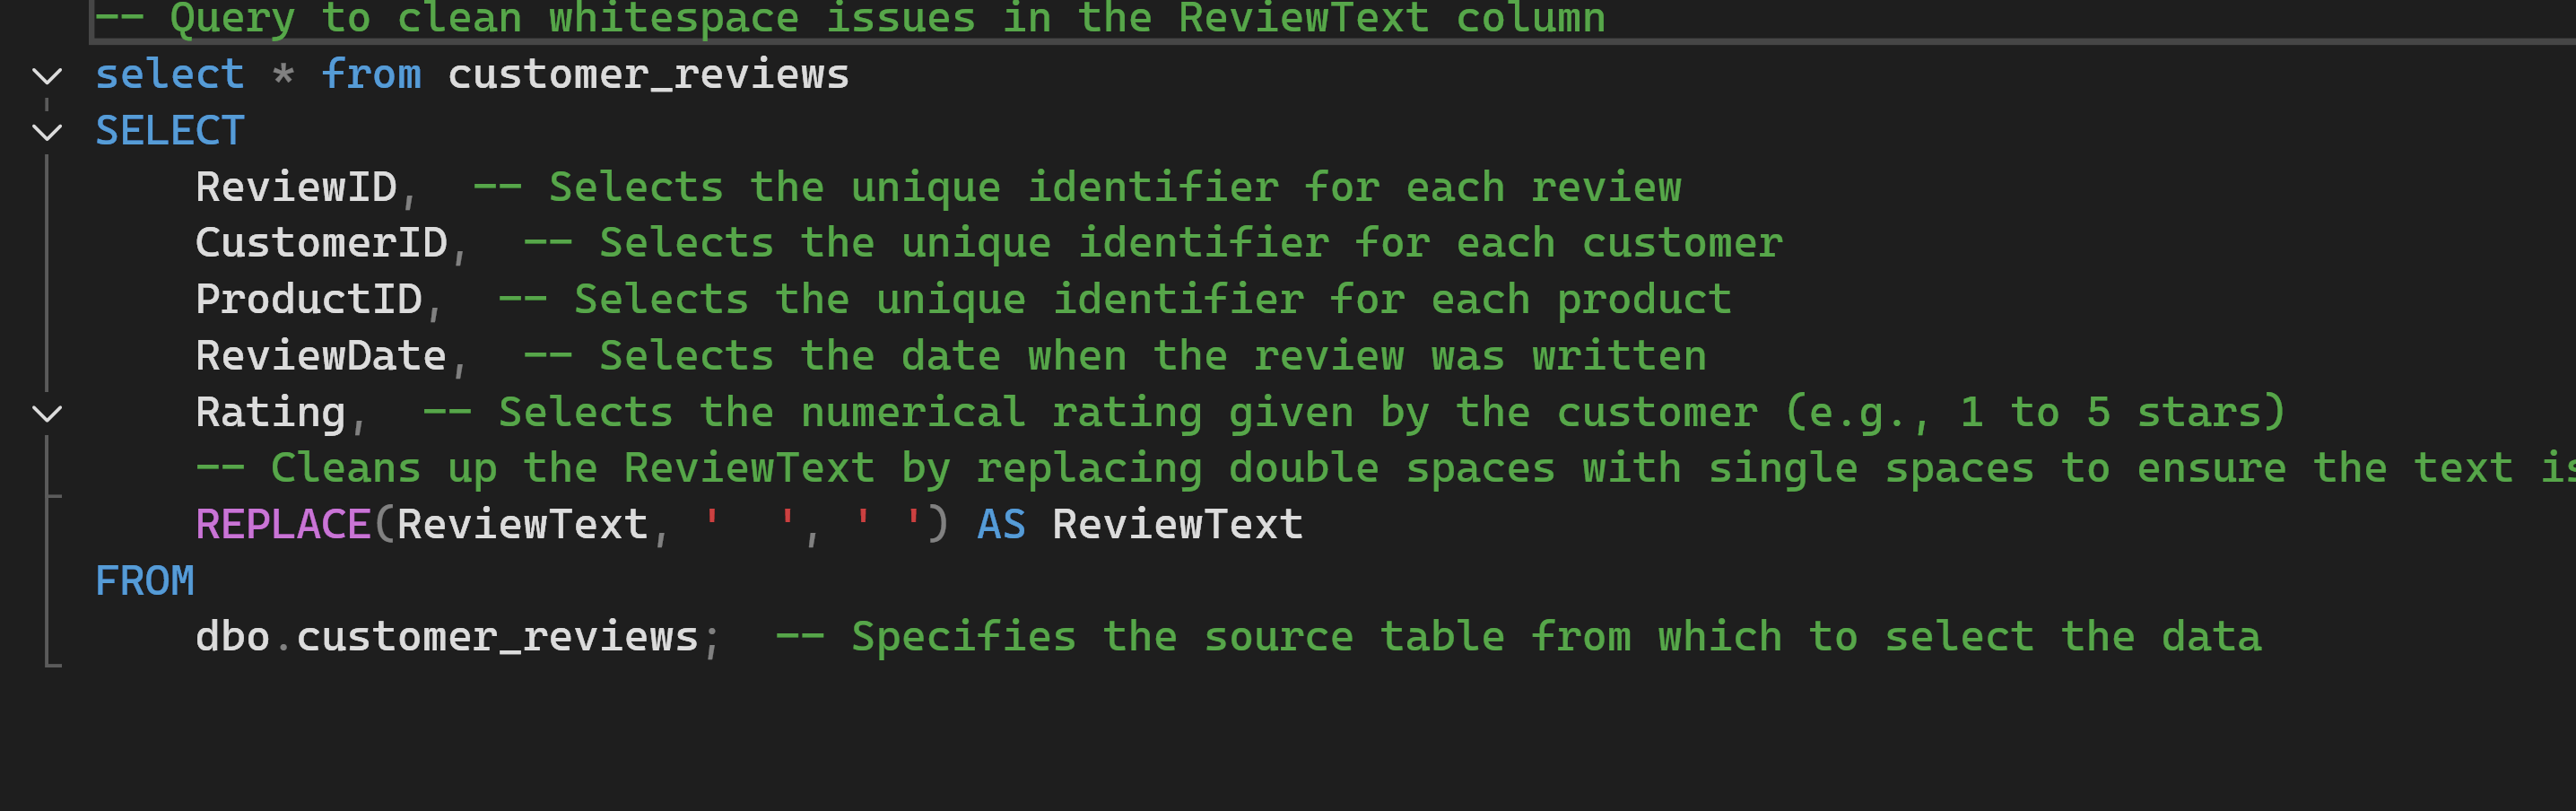 -- Query to clean whitespace issues in the ReviewText column
select * from customer_reviews
SELECT
    ReviewID,  -- Selects the unique identifier for each review
    CustomerID,  -- Selects the unique identifier for each customer
    ProductID,  -- Selects the unique identifier for each product
    ReviewDate,  -- Selects the date when the review was written
    Rating,  -- Selects the numerical rating given by the customer (e.g., 1 to 5 stars)
    -- Cleans up the ReviewText by replacing double spaces with single spaces to ensure the text is
    REPLACE(ReviewText, '  ', ' ') AS ReviewText
FROM
    dbo.customer_reviews;  -- Specifies the source table from which to select the data